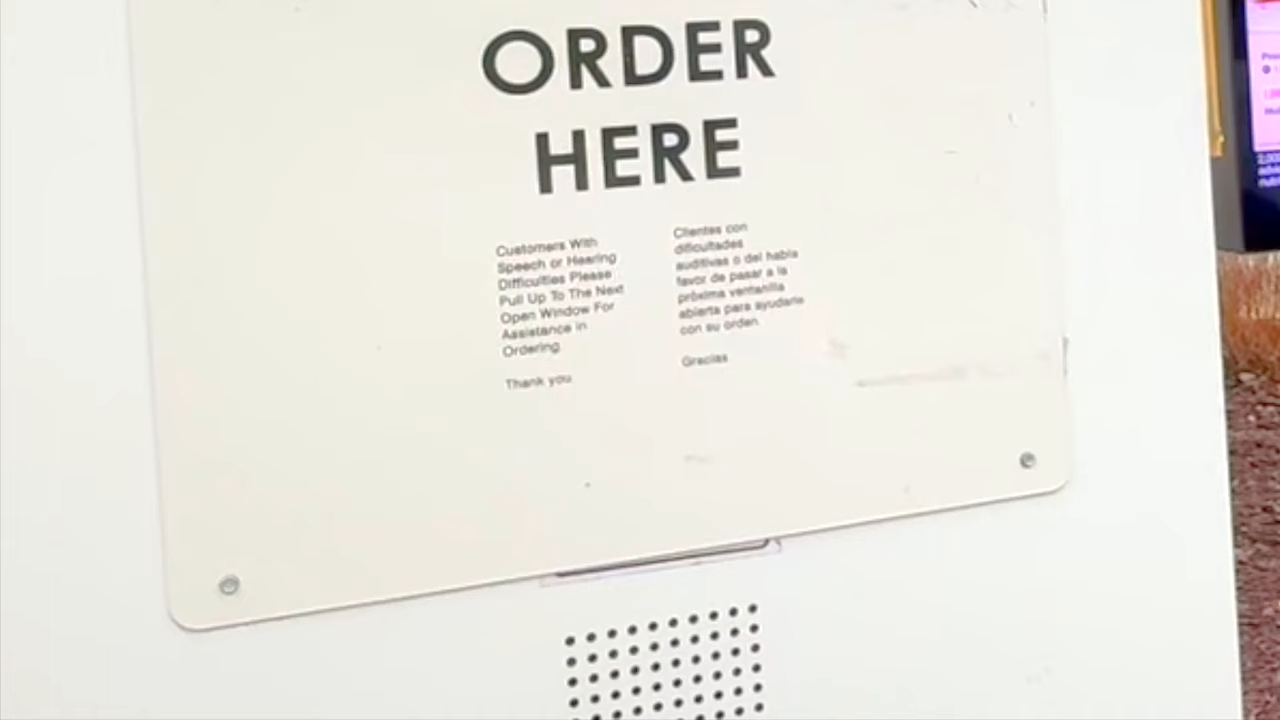 ORDER
HERE
Customers With
Speech or Hearing
Difficulties Please
Pull Up To The Next
Open Window For
Assistance in
Ordering.
Thank you
Clientes con
dificultades
auditivas o del habla
favor de pasar a la
próxima ventanilla
abierta para ayudarle
con su orden.
Gracias